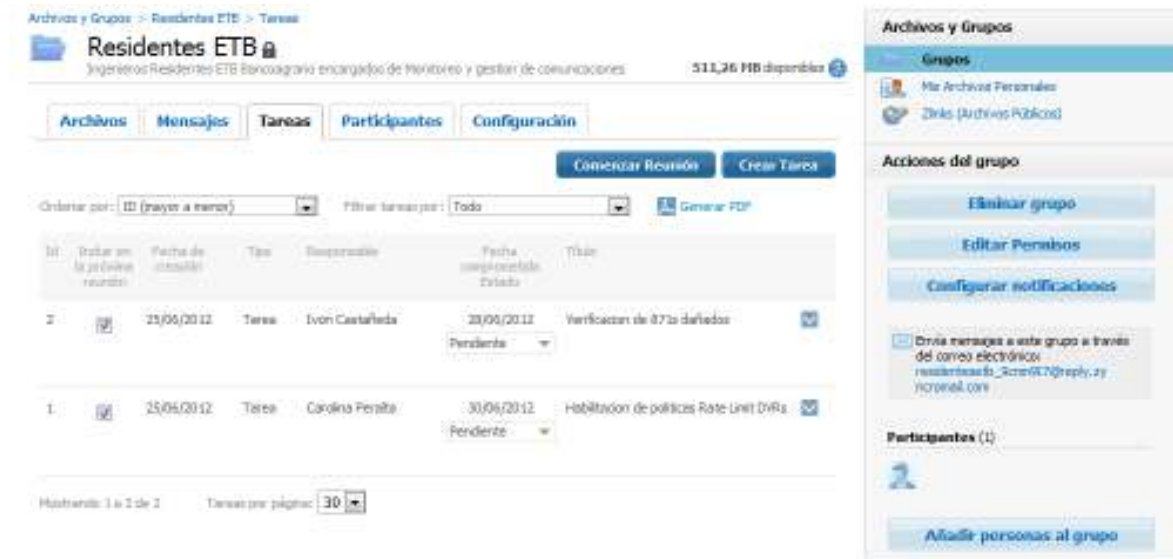 Archivos y Grupos > Residentes ETB > Tareas
Residentes ETB
Ingenieros Residentes ETB Bancoagrario encargados de Monitoreo y gestion de comunicaciones
511,26 MB disponibles
Archivos Mensajes Tareas Participantes Configuración
Comenzar Reunión Crear Tarea
Ordenar por: ID (mayor a menor) Filtrar tareas por: Todo Generar PDF
Id Tratar en la próxima reunión Fecha de creación Tipo Responsable Fecha comprometida Estado Título
2 25/06/2012 Tarea Ivon Castañeda 28/06/2012 Verificacion de 871s dañados
Pendiente
1 25/06/2012 Tarea Carolina Peralta 30/06/2012 Habilitacion de politicas Rate Limit DVRs
Pendiente
Mostrando 1 a 2 de 2 Tareas por página: 30
Archivos y Grupos
Grupos
Mis Archivos Personales
Zlinks (Archivos Públicos)
Acciones del grupo
Eliminar grupo
Editar Permisos
Configurar notificaciones
Envía mensajes a este grupo a través
del correo electrónico:
Participantes (1)
Añadir personas al grupo